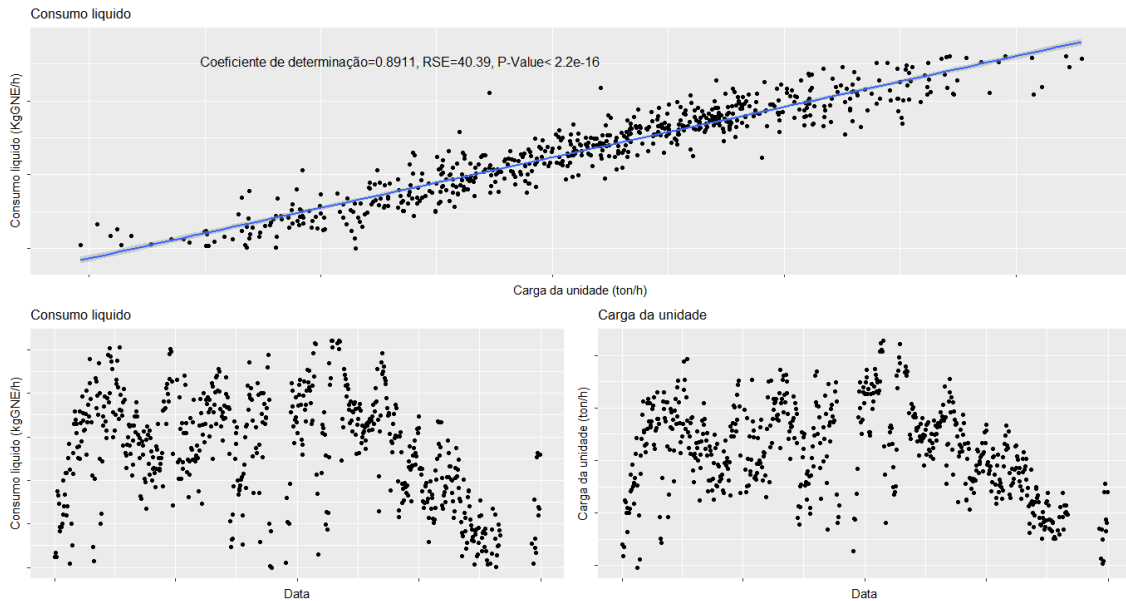 Consumo liquido
Coeficiente de determinação=0.8911, RSE=40.39, P-Value< 2.2e-16
Consumo liquido (KgGNE/h)
Carga da unidade (ton/h)
Consumo liquido
Consumo liquido (kgGNE/h)
Data
Carga da unidade
Carga da unidade (ton/h)
Data